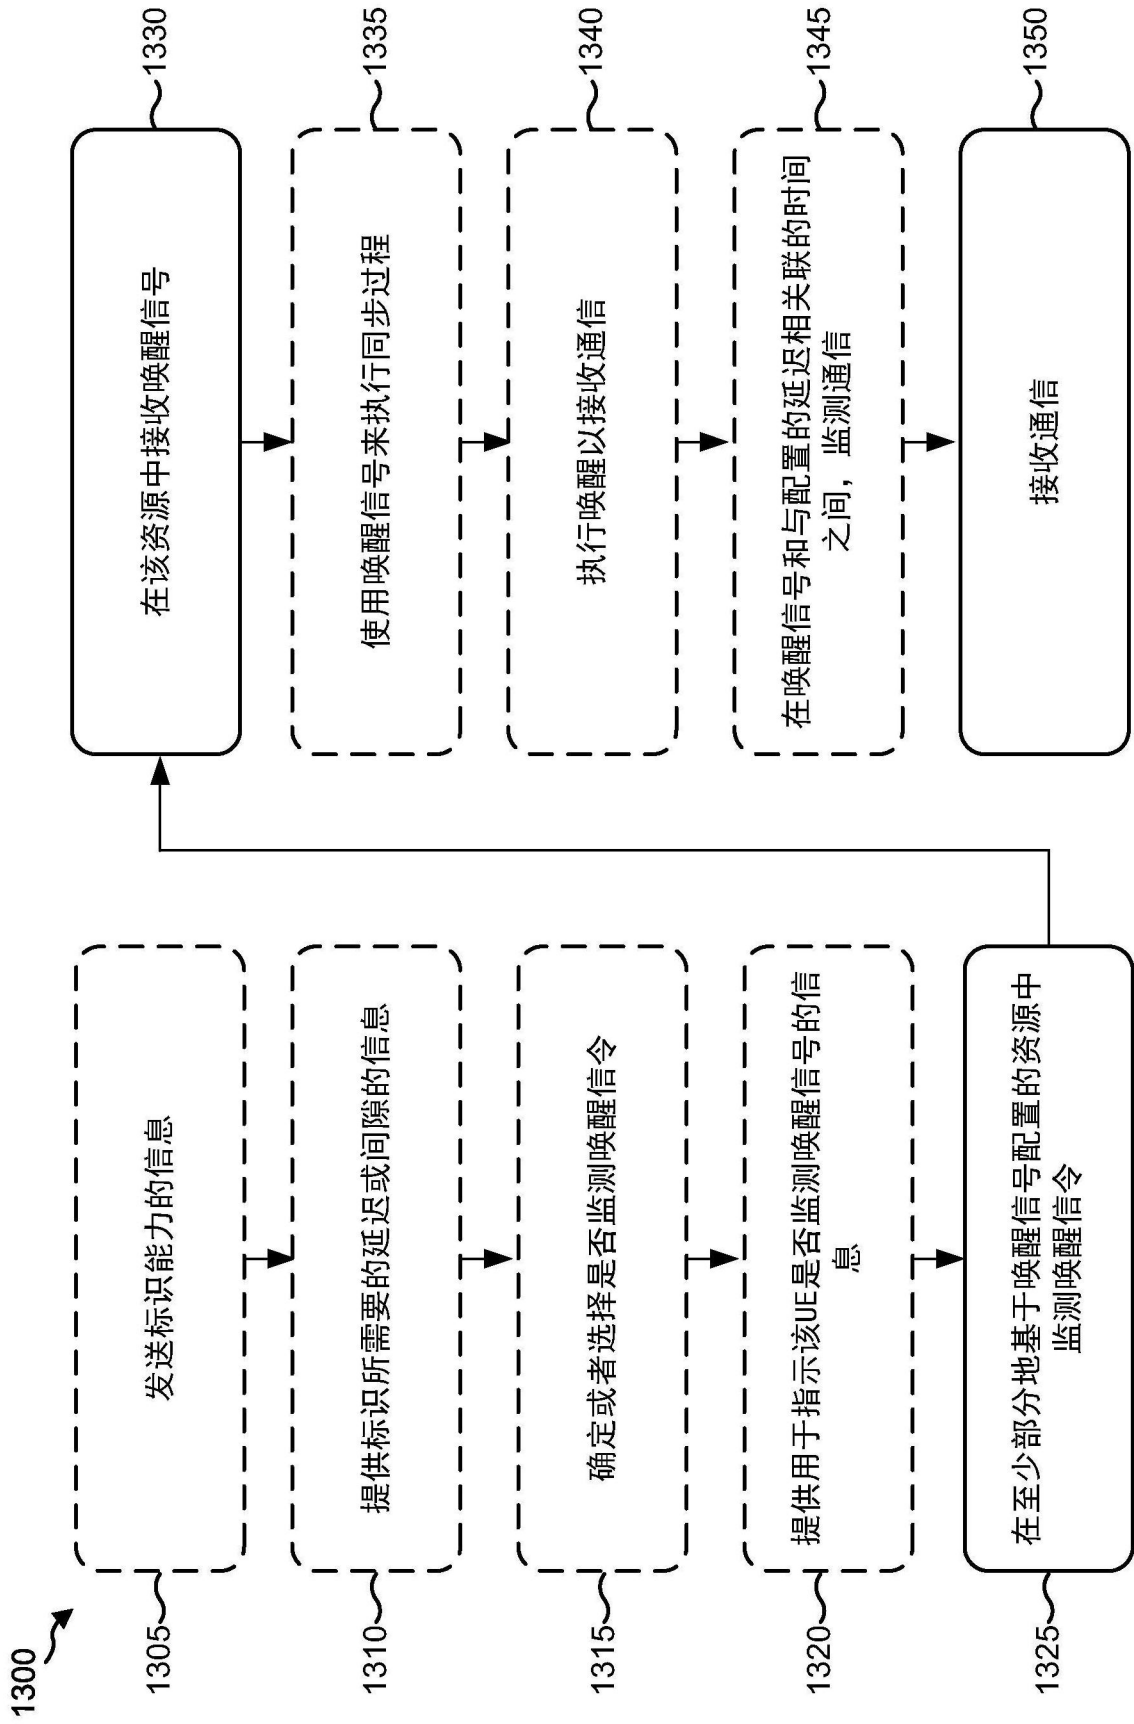 1300
1305
发送标识能力的信息
1310
提供标识所需要的延迟或间隙的信息
1315
确定或者选择是否监测唤醒信令
1320
提供用于指示该UE是否监测唤醒信号的信
息
1325
在至少部分地基于唤醒信号配置的资源中
监测唤醒信令
1330
在该资源中接收唤醒信号
1335
使用唤醒信号来执行同步过程
1340
执行唤醒以接收通信
1345
在唤醒信号和与配置的延迟相关联的时间
之间，监测通信
1350
接收通信